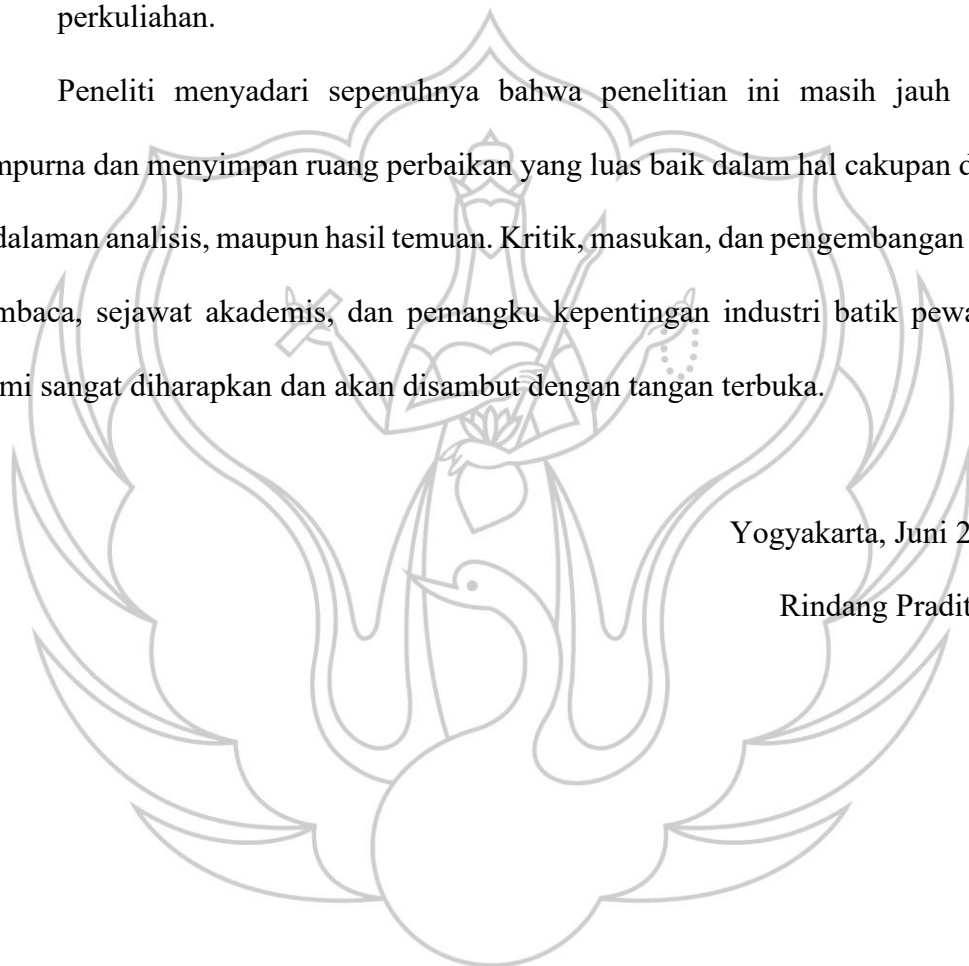 perkuliahan.
Peneliti menyadari sepenuhnya bahwa penelitian ini masih jauh
mpurna dan menyimpan ruang perbaikan yang luas baik dalam hal cakupan d
dalaman analisis, maupun hasil temuan. Kritik, masukan, dan pengembangan
mbaca, sejawat akademis, dan pemangku kepentingan industri batik pewa
mi sangat diharapkan dan akan disambut dengan tangan terbuka.
Yogyakarta, Juni 2
Rindang Pradit